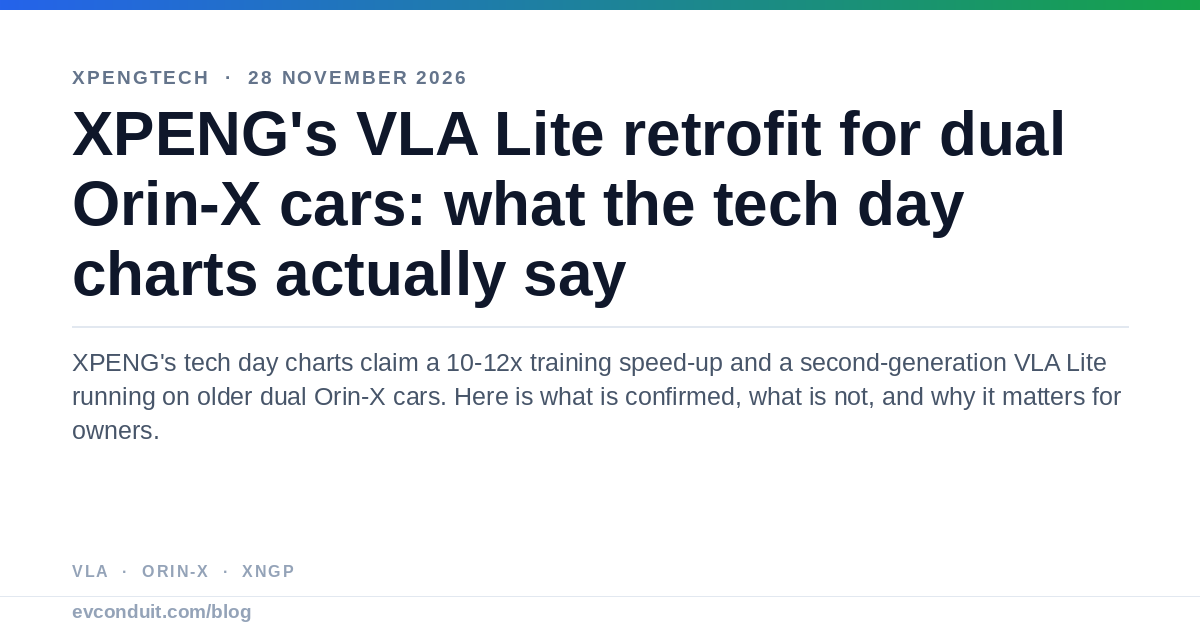 XPENGTECH · 28 NOVEMBER 2026
XPENG's VLA Lite retrofit for dual
Orin-X cars: what the tech day
charts actually say
XPENG's tech day charts claim a 10-12x training speed-up and a second-generation VLA Lite
running on older dual Orin-X cars. Here is what is confirmed, what is not, and why it matters for
owners.
VLA · ORIN-X · XNGP
evconduit.com/blog